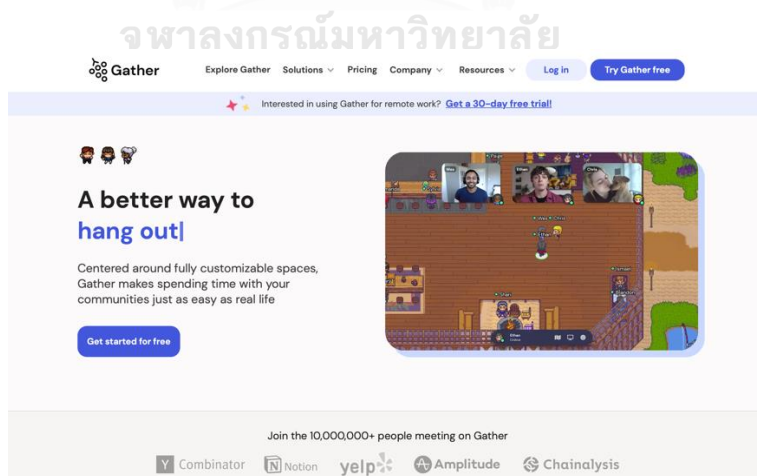 จุฬาลงกรณ์มหาวิทยาลัย
Gather
Explore Gather Solutions Pricing Company Resources Log in Try Gather free
Interested in using Gather for remote work? Get a 30-day free trial!
A better way to
hang out
Centered around fully customizable spaces,
Gather makes spending time with your
communities just as easy as real life
Get started for free
Ethan
Chris
Join the 10,000,000+ people meeting on Gather
Y Combinator Notion yelp Amplitude Chainalysis